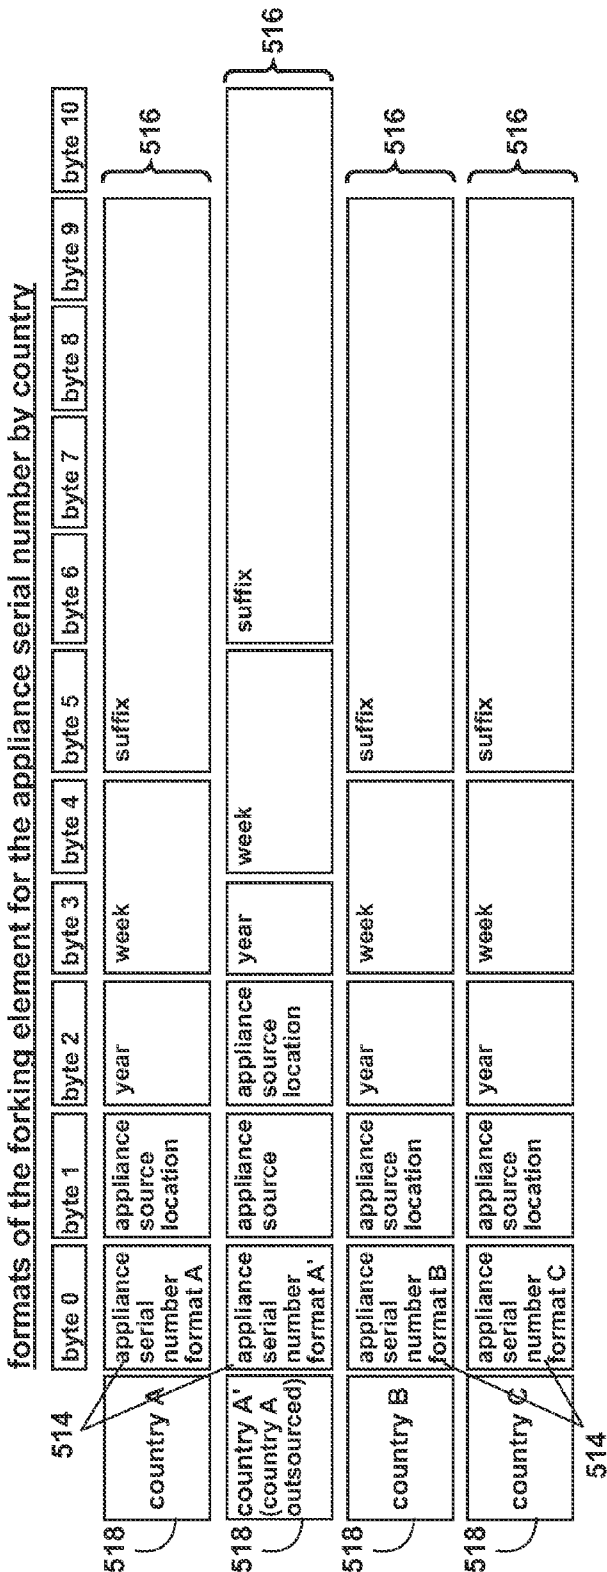 formats of the forking element for the appliance serial number by country
byte 0 byte 1 byte 2 byte 3 byte 4 byte 5 byte 6 byte 7 byte 8 byte 9 byte 10
514
518
country A
appliance
serial
number
format A
appliance
source
location
year
week
suffix
516
518
country A'
(country A
outsourced)
appliance
serial
number
format A'
appliance
source
appliance
source
location
year
week
suffix
516
518
country B
appliance
serial
number
format B
appliance
source
location
year
week
suffix
516
518
country C
appliance
serial
number
format C
appliance
source
location
year
week
suffix
516
514